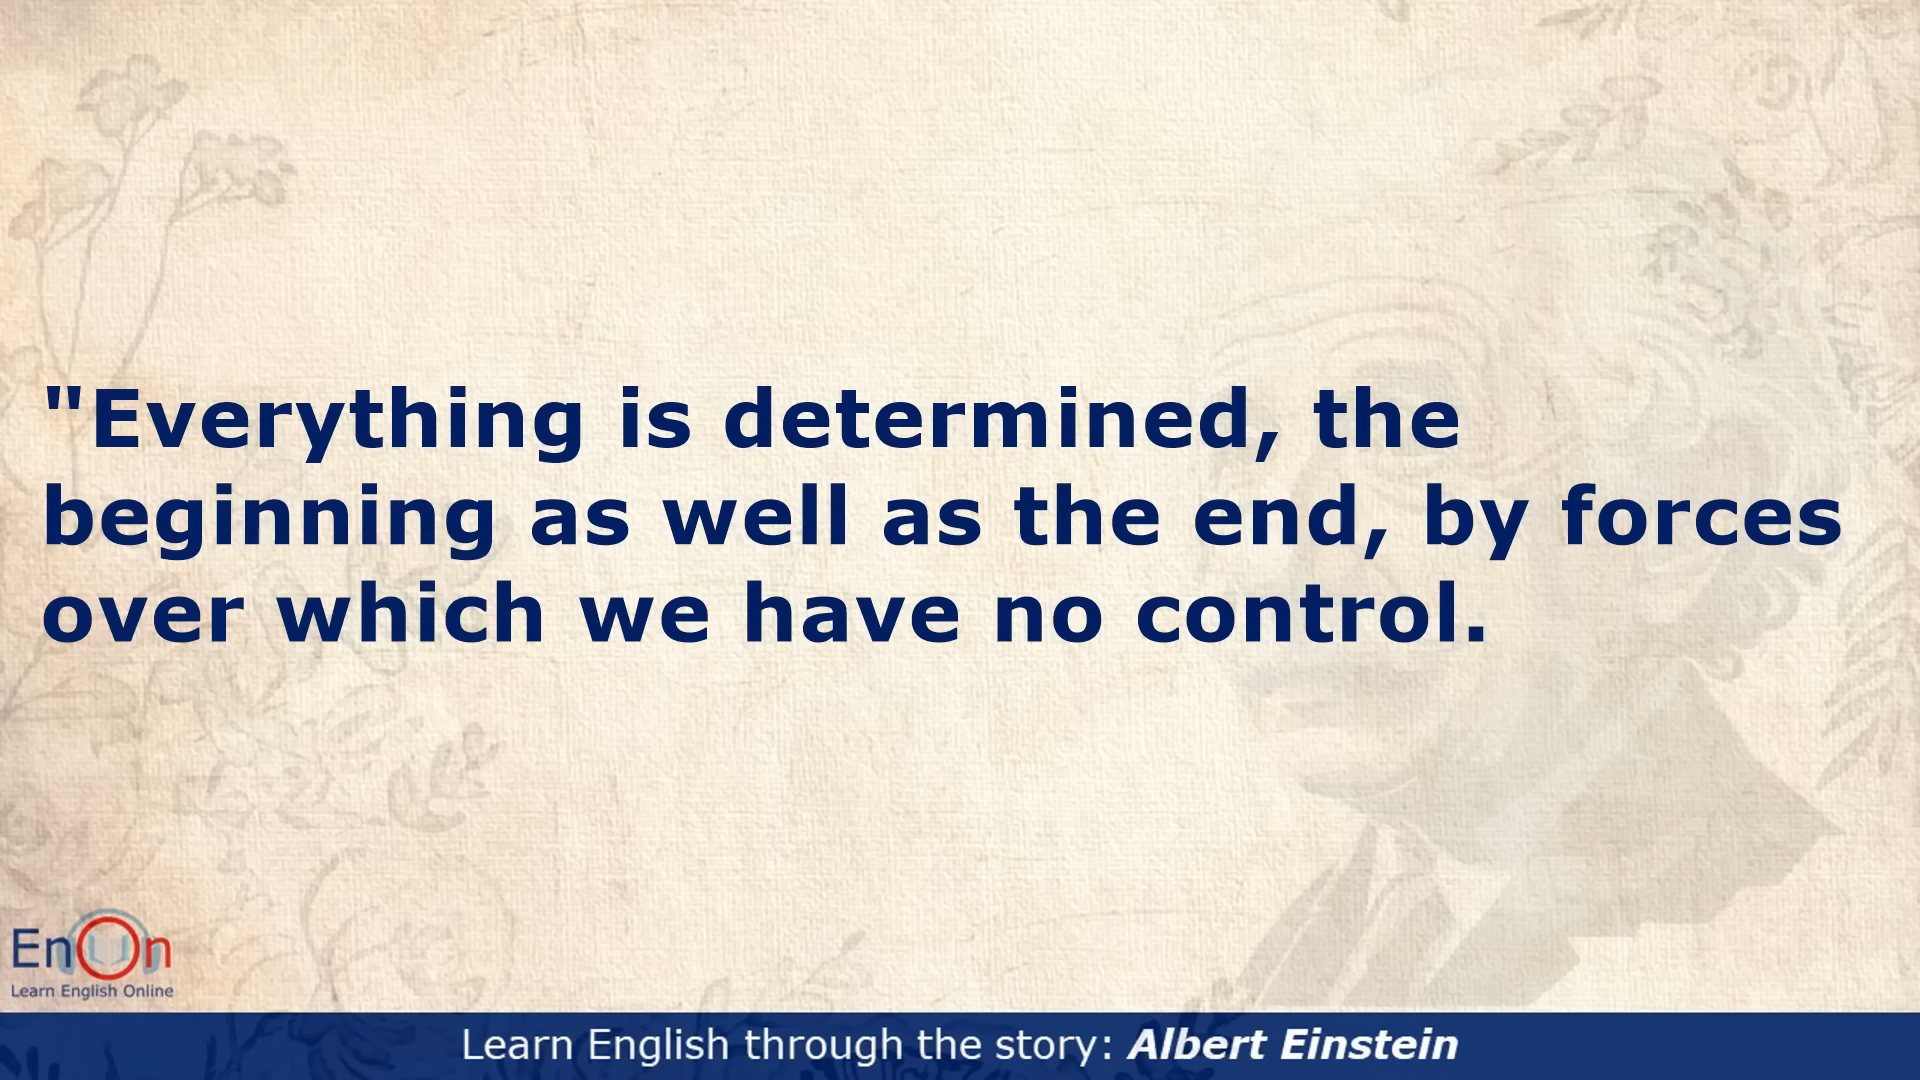 "Everything is determined, the
beginning as well as the end, by forces
over which we have no control.
EnOn
Learn English Online
Learn English through the story: Albert Einstein